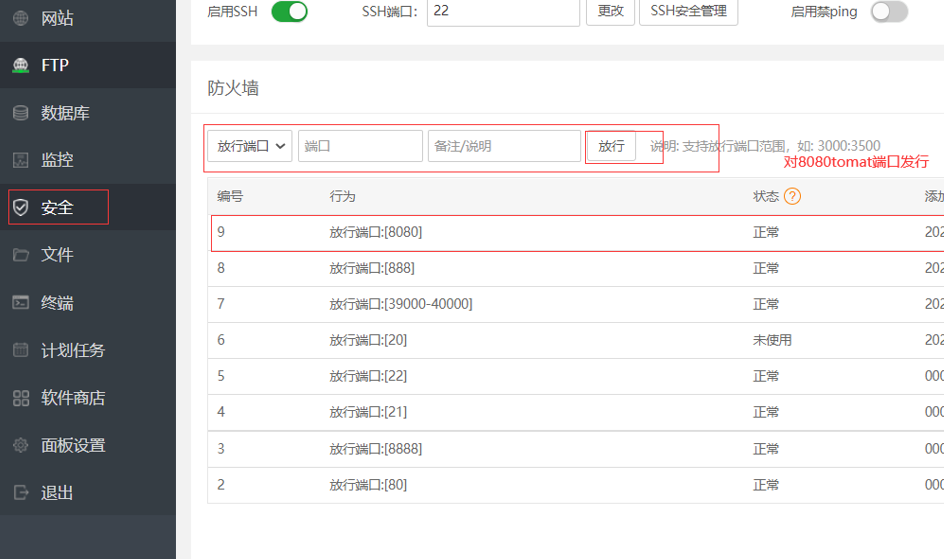 网站
FTP
数据库
监控
安全
文件
终端
计划任务
软件商店
面板设置
退出
启用SSH SSH端口： 22 更改 SSH安全管理 启用禁ping
防火墙
放行端口 端口 备注/说明 放行 说明: 支持放行端口范围，如: 3000:3500
对8080tomat端口发行
编号 行为 状态 ? 添加
9 放行端口:[8080] 正常 202
8 放行端口:[888] 正常 202
7 放行端口:[39000-40000] 正常 202
6 放行端口:[20] 未使用 202
5 放行端口:[22] 正常 000
4 放行端口:[21] 正常 000
3 放行端口:[8888] 正常 000
2 放行端口:[80] 正常 000